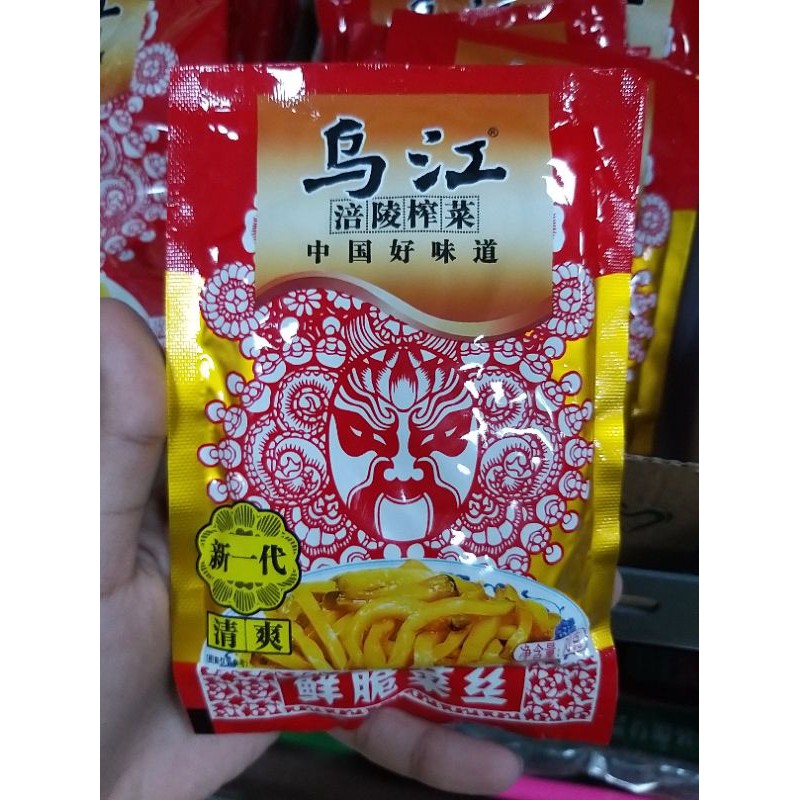 乌江®
涪陵榨菜
中国好味道
新一代
清爽
鲜脆菜丝